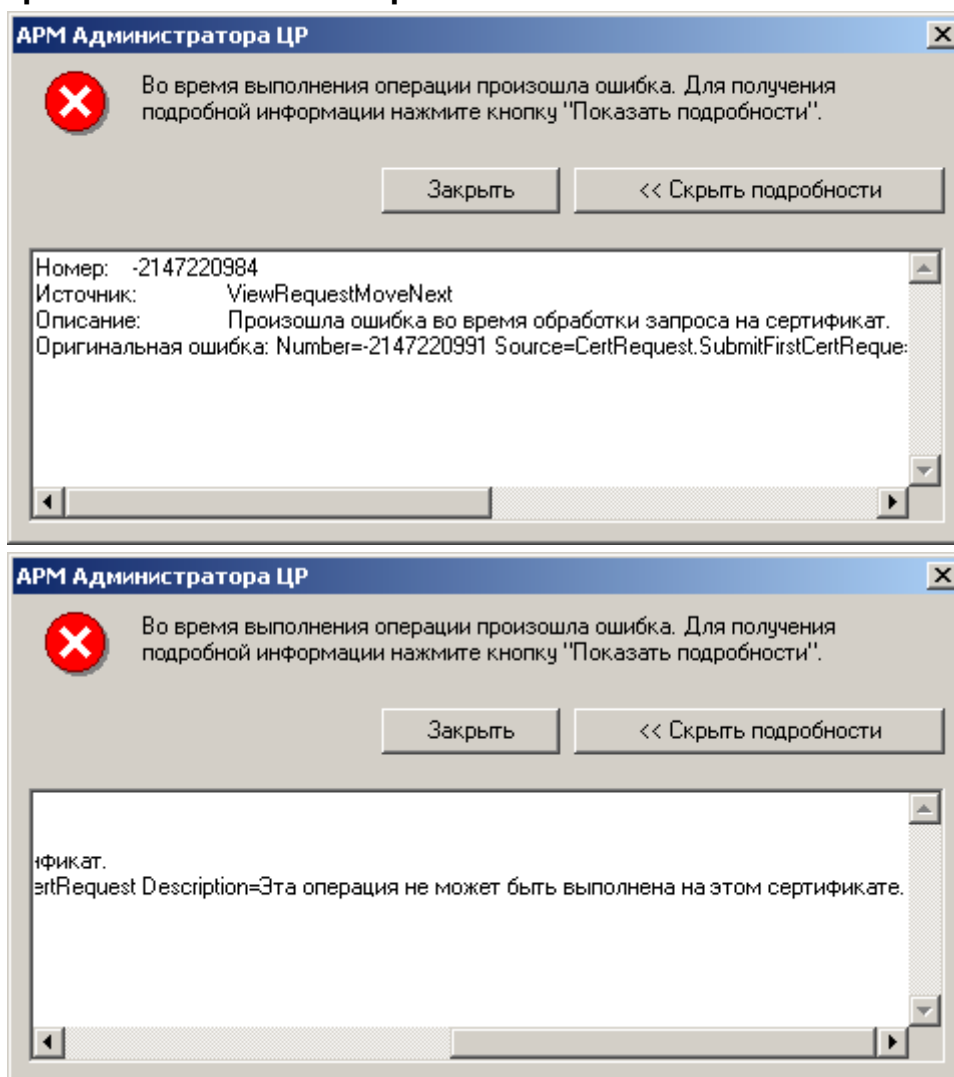 АРМ Администратора ЦР
Во время выполнения операции произошла ошибка. Для получения
подробной информации нажмите кнопку "Показать подробности".
Закрыть
<< Скрыть подробности
Номер: -2147220984
Источник: ViewRequestMoveNext
Описание: Произошла ошибка во время обработки запроса на сертификат.
Оригинальная ошибка: Number=-2147220991 Source=CertRequest.SubmitFirstCertReques
АРМ Администратора ЦР
Во время выполнения операции произошла ошибка. Для получения
подробной информации нажмите кнопку "Показать подробности".
Закрыть
<< Скрыть подробности
ификат.
ertRequest Description=Эта операция не может быть выполнена на этом сертификате.